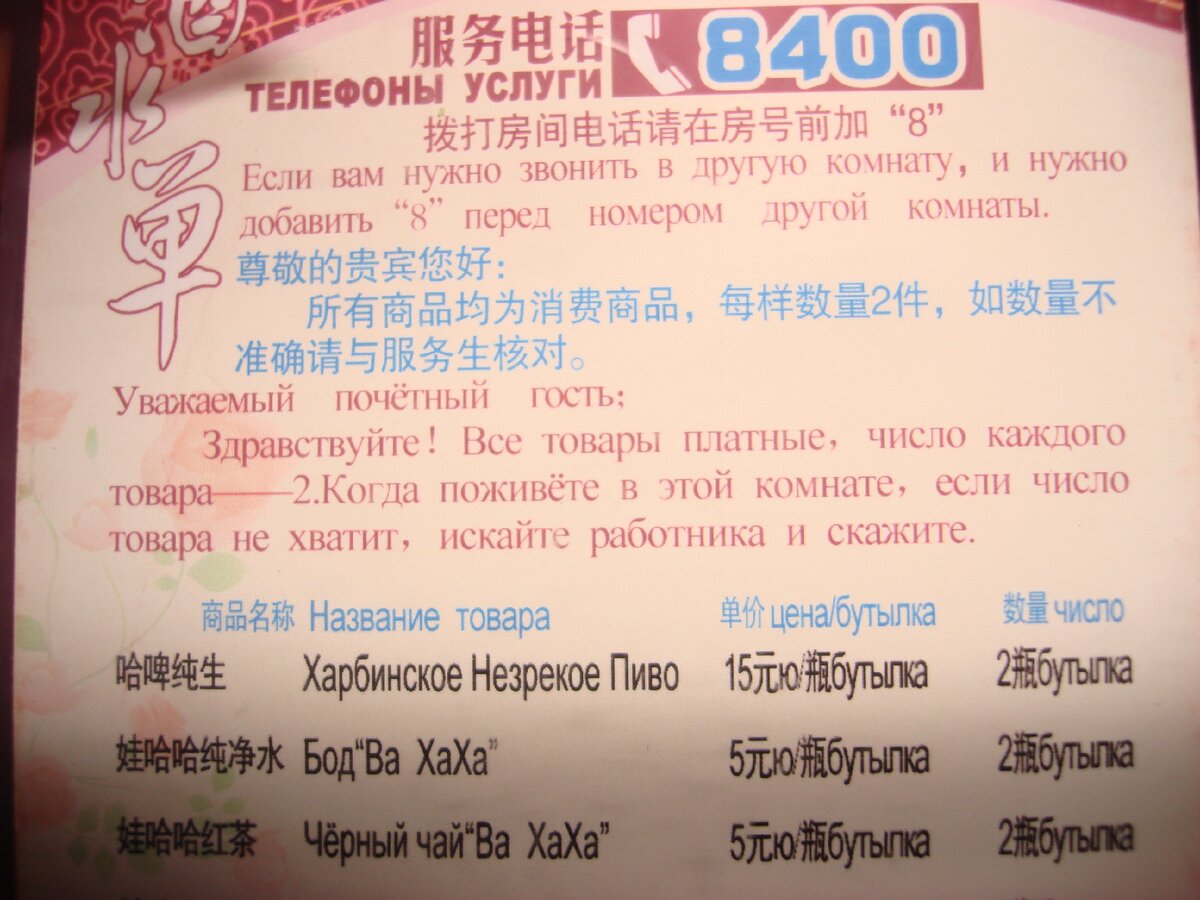 酒水单
服务电话 8400
ТЕЛЕФОНЫ УСЛУГИ
拨打房间电话请在房号前加“8”
Если вам нужно звонить в другую комнату, и нужно
добавить “8” перед номером другой комнаты.
尊敬的贵宾您好:
所有商品均为消费商品，每样数量2件，如数量不
准确请与服务生核对。
Уважаемый почётный гость;
Здравствуйте! Все товары платные, число каждого
товара——2.Когда поживёте в этой комнате, если число
товара не хватит, искайте работника и скажите.
商品名称 Название товара 单价 цена/бутылка 数量 число
哈啤纯生 Харбинское Незрекое Пиво 15元ю/瓶бутылка 2瓶бутылка
娃哈哈纯净水 Бод“Ва ХаХа” 5元ю/瓶бутылка 2瓶бутылка
娃哈哈红茶 Чёрный чай“Ва ХаХа” 5元ю/瓶бутылка 2瓶бутылка